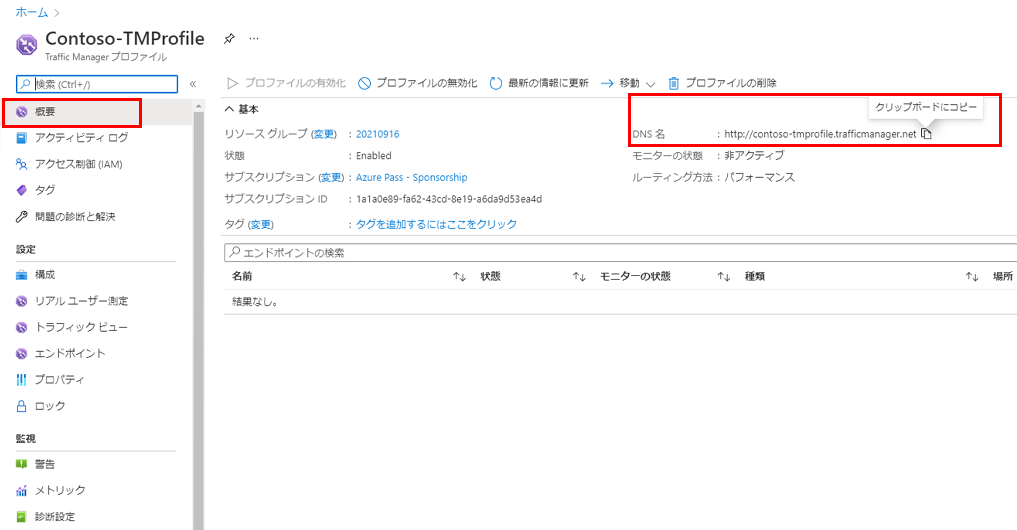 ホーム >
Contoso-TMProfile ...
Traffic Manager プロファイル
検索 (Ctrl+/) «
プロファイルの有効化 プロファイルの無効化 最新の情報に更新 移動 プロファイルの削除
概要
アクティビティ ログ
アクセス制御 (IAM)
タグ
問題の診断と解決
設定
構成
リアル ユーザー測定
トラフィック ビュー
エンドポイント
プロパティ
ロック
監視
警告
メトリック
診断設定
基本
クリップボードにコピー
リソース グループ (変更) : 20210916
DNS 名 : http://contoso-tmprofile.trafficmanager.net
状態 : Enabled
モニターの状態 : 非アクティブ
サブスクリプション (変更) : Azure Pass - Sponsorship
ルーティング方法 : パフォーマンス
サブスクリプション ID : 1a1a0e89-fa62-43cd-8e19-a6da9d53ea4d
タグ (変更) : タグを追加するにはここをクリック
エンドポイントの検索
名前 ↑↓ 状態 ↑↓ モニターの状態 ↑↓ 種類 ↑↓ 場所
結果なし。